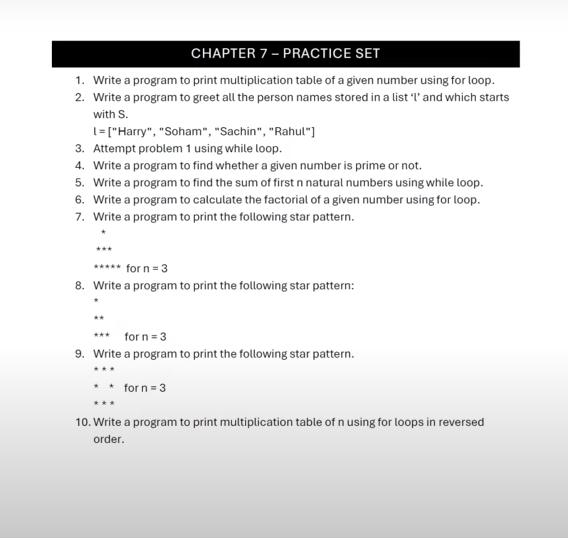 CHAPTER 7 – PRACTICE SET
1. Write a program to print multiplication table of a given number using for loop.
2. Write a program to greet all the person names stored in a list ‘l’ and which starts
with S.
l = ["Harry", "Soham", "Sachin", "Rahul"]
3. Attempt problem 1 using while loop.
4. Write a program to find whether a given number is prime or not.
5. Write a program to find the sum of first n natural numbers using while loop.
6. Write a program to calculate the factorial of a given number using for loop.
7. Write a program to print the following star pattern.
  *
 ***
***** for n = 3
8. Write a program to print the following star pattern:
*
**
***   for n = 3
9. Write a program to print the following star pattern.
* * *
*   *  for n = 3
* * *
10. Write a program to print multiplication table of n using for loops in reversed
order.